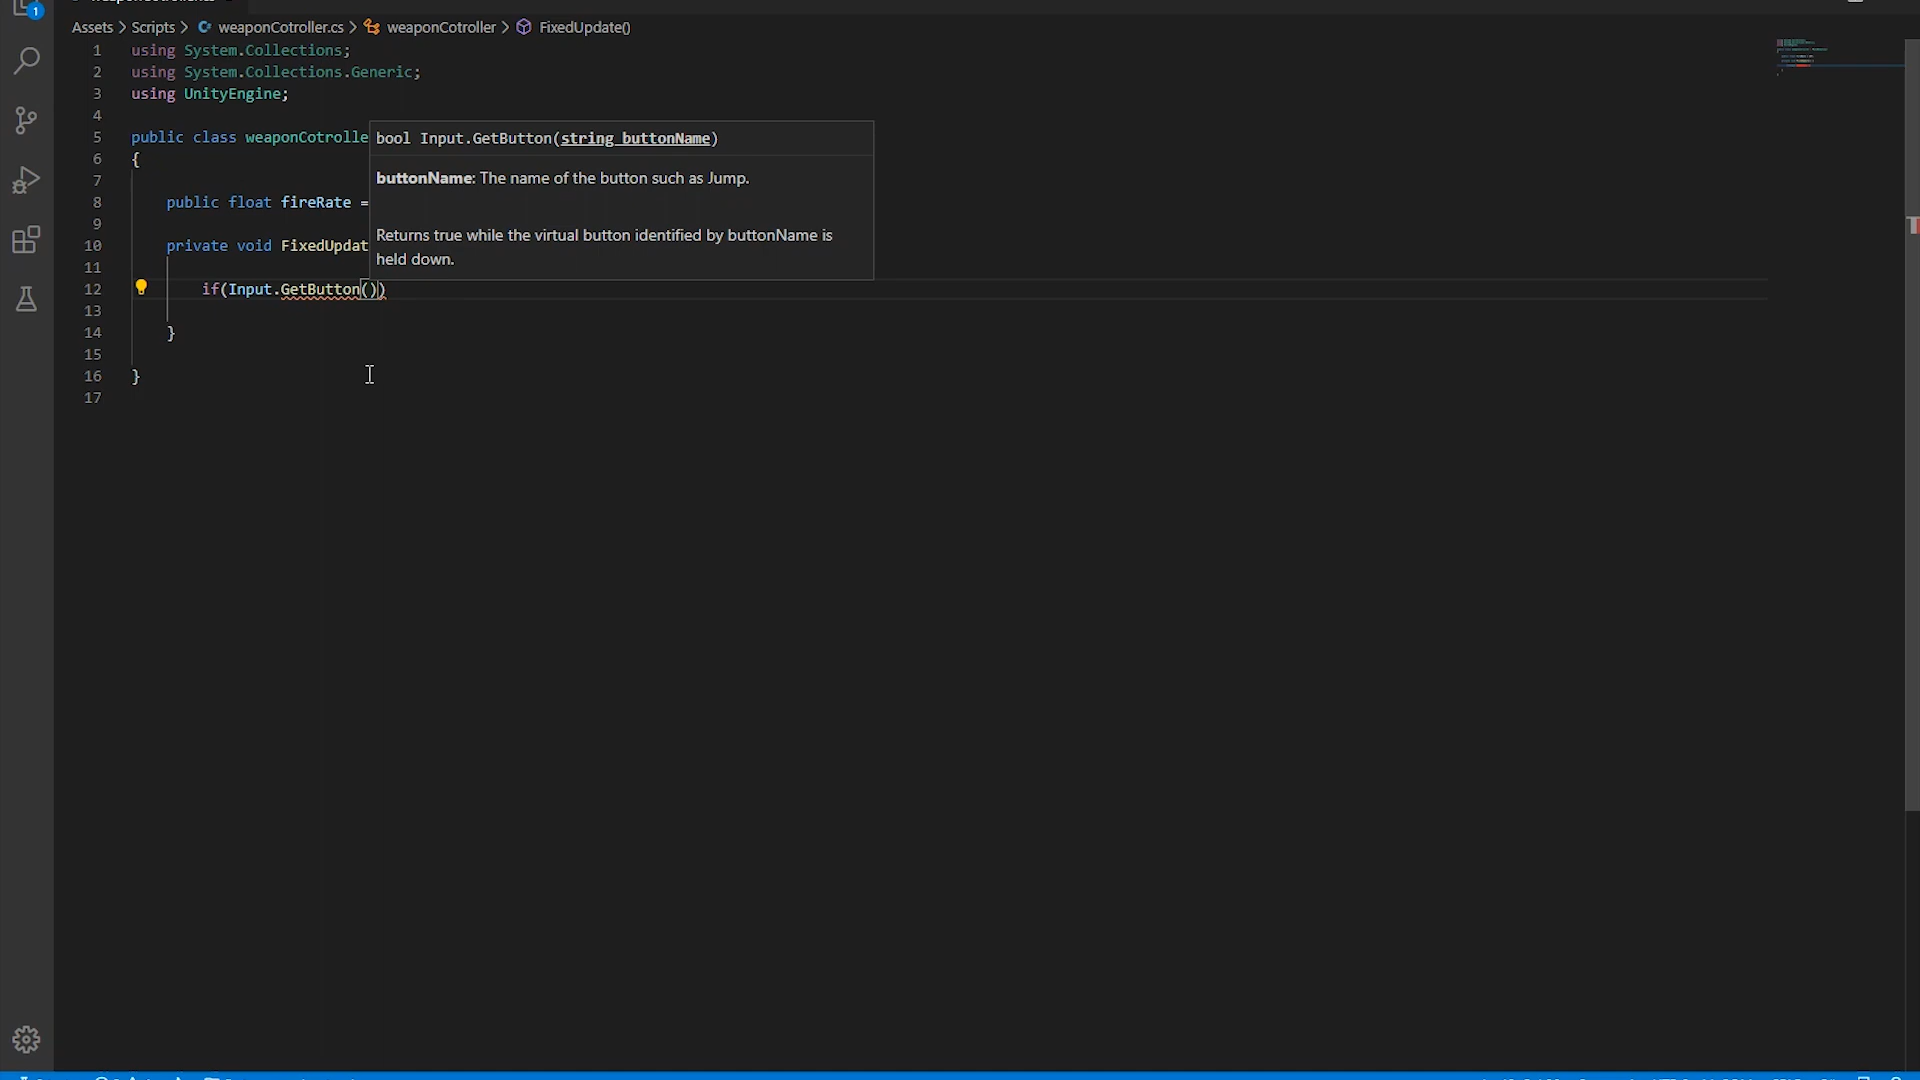 1
Assets > Scripts > weaponCotroller.cs > weaponCotroller > FixedUpdate()
1 using System.Collections;
2 using System.Collections.Generic;
3 using UnityEngine;
4
5 public class weaponCotrolle
bool Input.GetButton(string buttonName)
6 {
7
buttonName: The name of the button such as Jump.
8 public float fireRate =
9
Returns true while the virtual button identified by buttonName is
10 private void FixedUpdat
held down.
11
12 if(Input.GetButton())
13
14 }
15
16 }
17